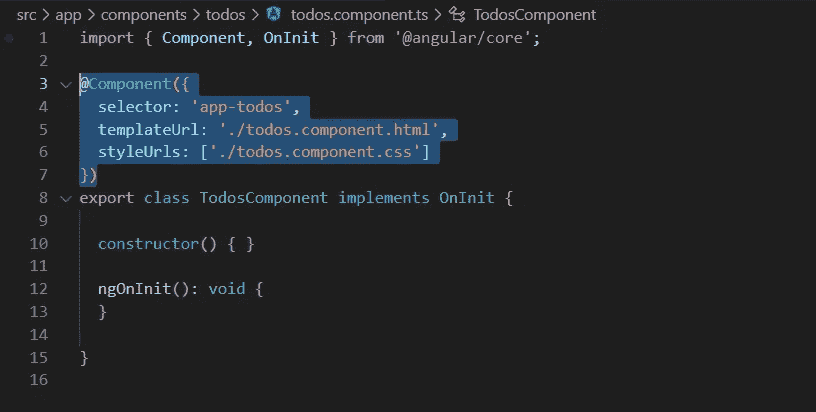 src > app > components > todos > todos.component.ts > TodosComponent
1 import { Component, OnInit } from '@angular/core';
2
3 @Component({
4   selector: 'app-todos',
5   templateUrl: './todos.component.html',
6   styleUrls: ['./todos.component.css']
7 })
8 export class TodosComponent implements OnInit {
9
10   constructor() { }
11
12   ngOnInit(): void {
13   }
14
15 }
16